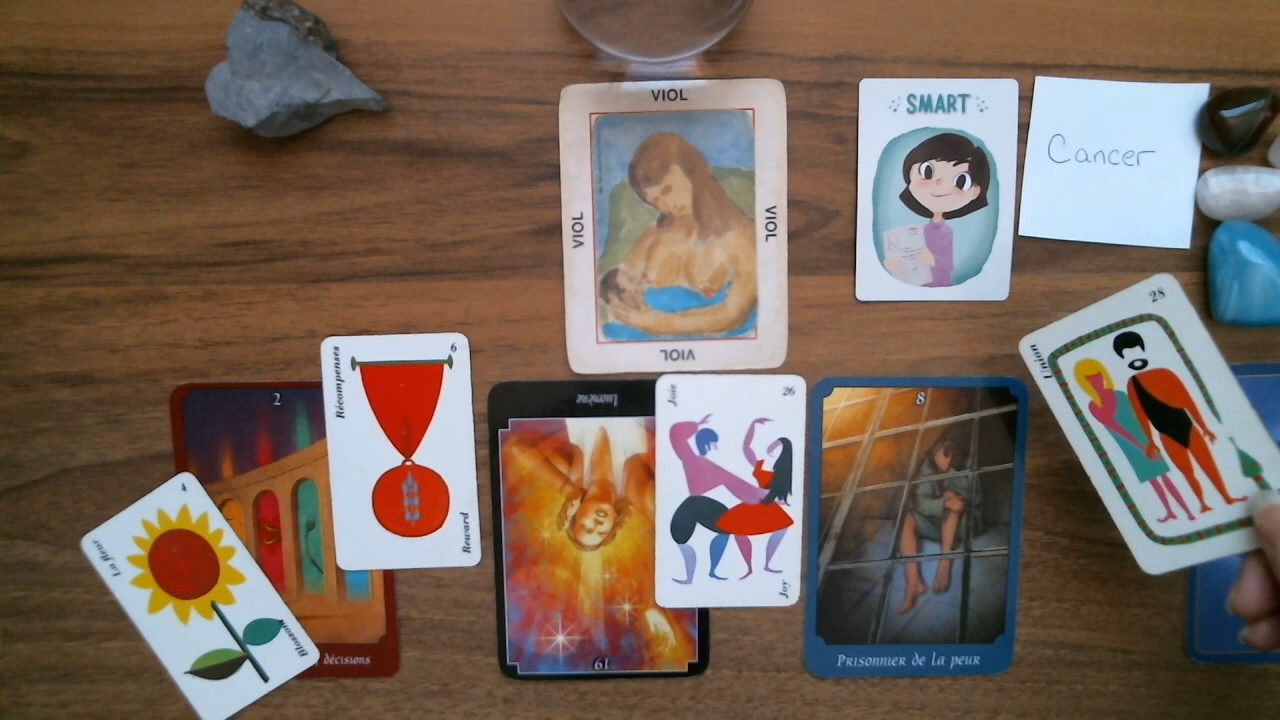 VIOL
VIOL
VIOL
VIOL
SMART
Cancer
28
Union
6
Récompenses
Reward
2
décisions
4
La fleur
Blossom
Lumière
19
26
Joie
Joy
8
Prisonnier de la peur